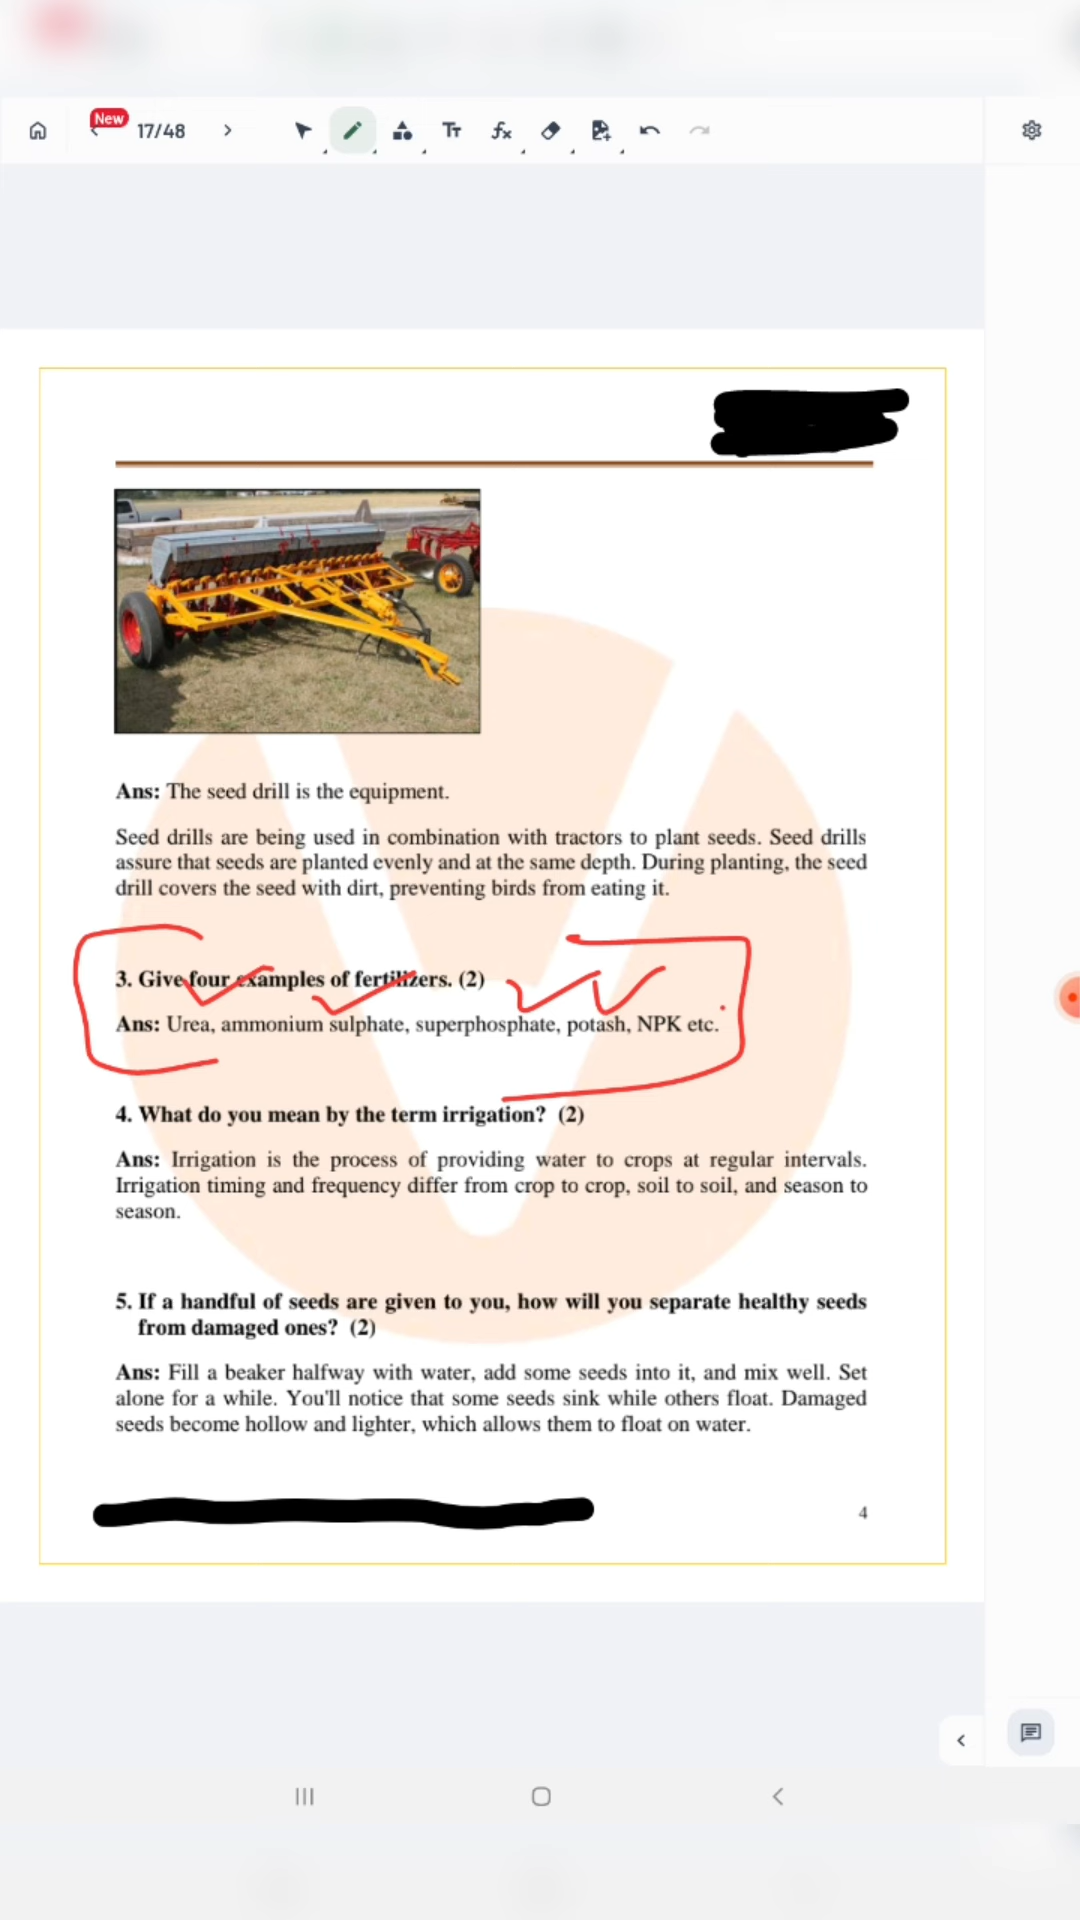 New
17/48
Tт
fx
Ans: The seed drill is the equipment.
Seed drills are being used in combination with tractors to plant seeds. Seed drills
assure that seeds are planted evenly and at the same depth. During planting, the seed
drill covers the seed with dirt, preventing birds from eating it.
3. Give four examples of fertilizers. (2)
Ans: Urea, ammonium sulphate, superphosphate, potash, NPK etc.
4. What do you mean by the term irrigation? (2)
Ans: Irrigation is the process of providing water to crops at regular intervals.
Irrigation timing and frequency differ from crop to crop, soil to soil, and season to
season.
5. If a handful of seeds are given to you, how will you separate healthy seeds
from damaged ones? (2)
Ans: Fill a beaker halfway with water, add some seeds into it, and mix well. Set
alone for a while. You'll notice that some seeds sink while others float. Damaged
seeds become hollow and lighter, which allows them to float on water.
4